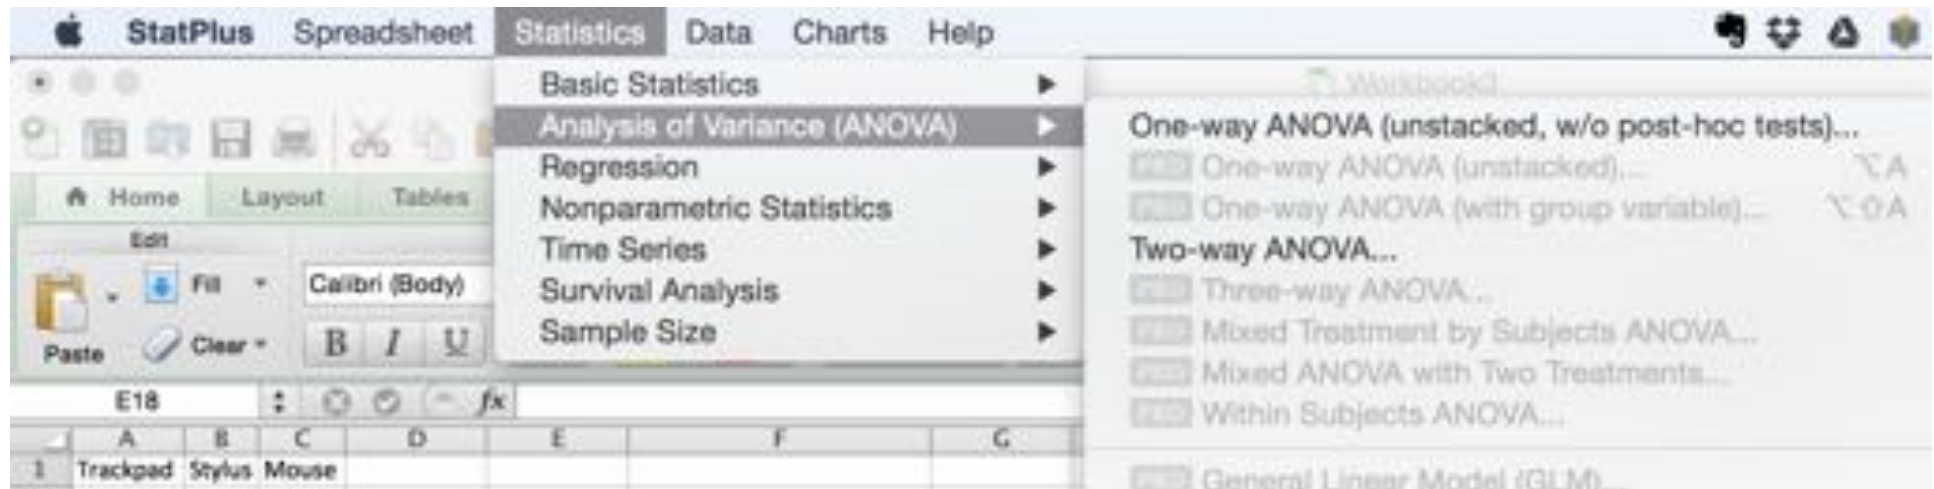 StatPlus Spreadsheet Statistics Data Charts Help
Workbook3
Basic Statistics
Analysis of Variance (ANOVA)
Regression
Nonparametric Statistics
Time Series
Survival Analysis
Sample Size
One-way ANOVA (unstacked, w/o post-hoc tests)...
One-way ANOVA (unstacked)... ⌥A
One-way ANOVA (with group variable)... ⌥⇧A
Two-way ANOVA...
Three-way ANOVA...
Mixed Treatment by Subjects ANOVA...
Mixed ANOVA with Two Treatments...
Within Subjects ANOVA...
General Linear Model (GLM)...
Home Layout Tables
Edit
Fill Calibri (Body)
Paste Clear B I U
E18 fx
A B C D E F G
1 Trackpad Stylus Mouse